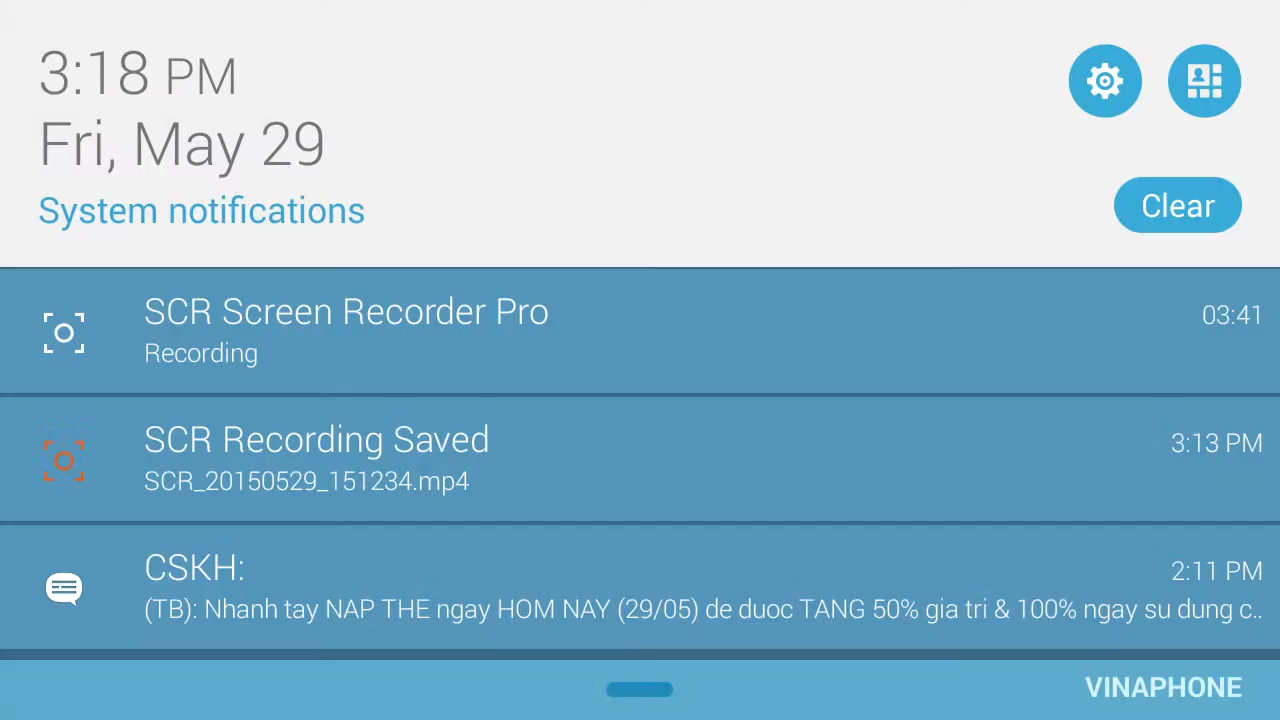 3:18 PM
Fri, May 29
System notifications
Clear
SCR Screen Recorder Pro
03:41
Recording
SCR Recording Saved
3:13 PM
SCR_20150529_151234.mp4
CSKH:
2:11 PM
(TB): Nhanh tay NAP THE ngay HOM NAY (29/05) de duoc TANG 50% gia tri & 100% ngay su dung c..
VINAPHONE